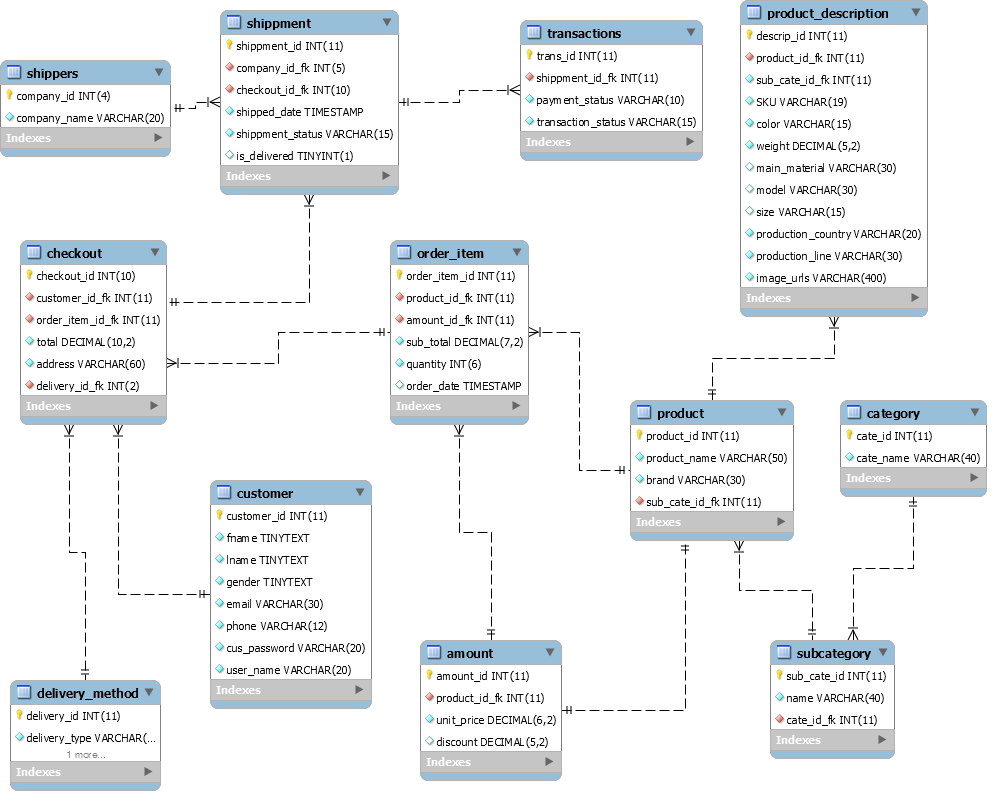 shippers
company_id INT(4)
company_name VARCHAR(20)
Indexes
shippment
shippment_id INT(11)
company_id_fk INT(5)
checkout_id_fk INT(10)
shipped_date TIMESTAMP
shippment_status VARCHAR(15)
is_delivered TINYINT(1)
Indexes
transactions
trans_id INT(11)
shippment_id_fk INT(11)
payment_status VARCHAR(10)
transaction_status VARCHAR(15)
Indexes
product_description
descrip_id INT(11)
product_id_fk INT(11)
sub_cate_id_fk INT(11)
SKU VARCHAR(19)
color VARCHAR(15)
weight DECIMAL(5,2)
main_material VARCHAR(30)
model VARCHAR(30)
size VARCHAR(15)
production_country VARCHAR(20)
production_line VARCHAR(30)
image_urls VARCHAR(400)
Indexes
checkout
checkout_id INT(10)
customer_id_fk INT(11)
order_item_id_fk INT(11)
total DECIMAL(10,2)
address VARCHAR(60)
delivery_id_fk INT(2)
Indexes
order_item
order_item_id INT(11)
product_id_fk INT(11)
amount_id_fk INT(11)
sub_total DECIMAL(7,2)
quantity INT(6)
order_date TIMESTAMP
Indexes
product
product_id INT(11)
product_name VARCHAR(50)
brand VARCHAR(30)
sub_cate_id_fk INT(11)
Indexes
category
cate_id INT(11)
cate_name VARCHAR(40)
Indexes
customer
customer_id INT(11)
fname TINYTEXT
lname TINYTEXT
gender TINYTEXT
email VARCHAR(30)
phone VARCHAR(12)
cus_password VARCHAR(20)
user_name VARCHAR(20)
Indexes
delivery_method
delivery_id INT(11)
delivery_type VARCHAR(...
1 more...
Indexes
amount
amount_id INT(11)
product_id_fk INT(11)
unit_price DECIMAL(6,2)
discount DECIMAL(5,2)
Indexes
subcategory
sub_cate_id INT(11)
name VARCHAR(40)
cate_id_fk INT(11)
Indexes